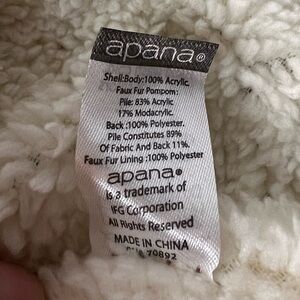 apana®
Shell:Body:100% Acrylic.
Faux Fur Pompom:
Pile: 83% Acrylic
17% Modacrylic.
Back :100% Polyester.
Pile Constitutes 89%
Of Fabric And Back 11%.
Faux Fur Lining :100% Polyester
apana®
is a trademark of
IFG Corporation
All Rights Reserved
MADE IN CHINA
70892